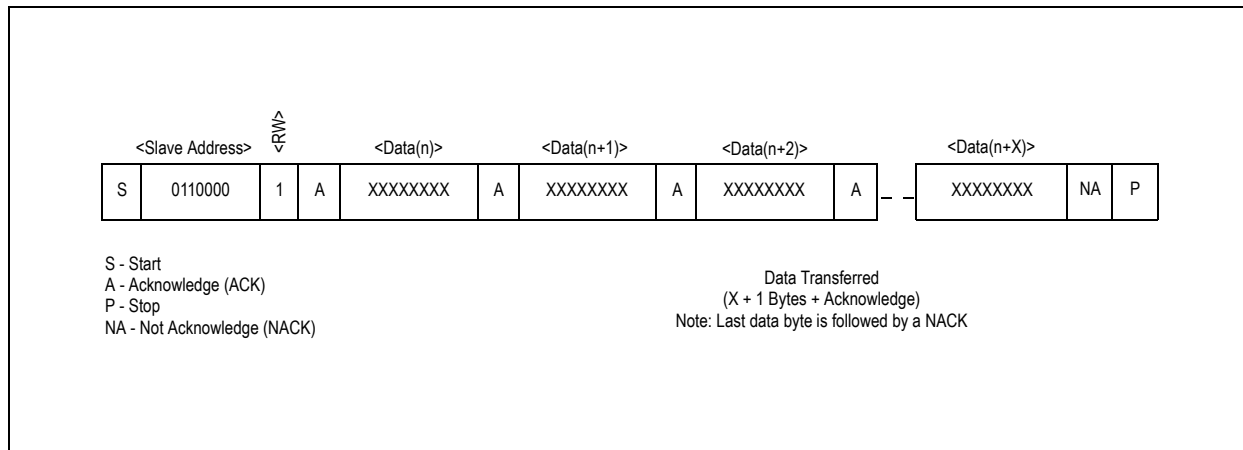 <Slave Address> <RW> <Data(n)> <Data(n+1)> <Data(n+2)> <Data(n+X)>
S 0110000 1 A XXXXXXXX A XXXXXXXX A XXXXXXXX A XXXXXXXX NA P
S - Start
A - Acknowledge (ACK)
P - Stop
NA - Not Acknowledge (NACK)
Data Transferred
(X + 1 Bytes + Acknowledge)
Note: Last data byte is followed by a NACK